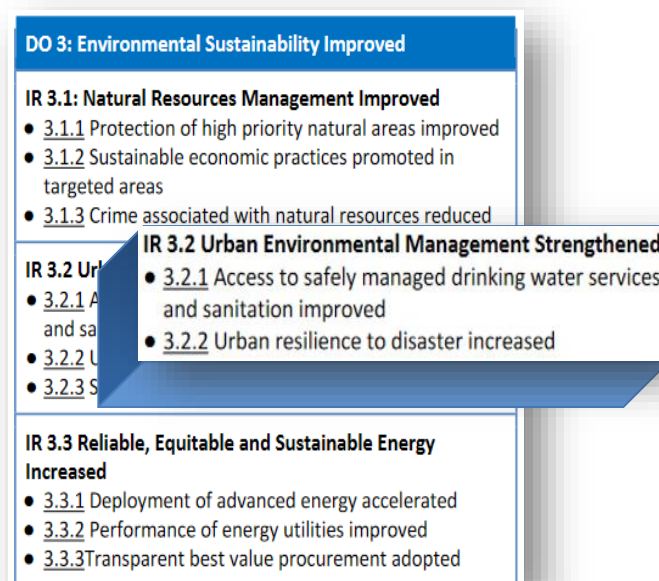 DO 3: Environmental Sustainability Improved
IR 3.1: Natural Resources Management Improved
● 3.1.1 Protection of high priority natural areas improved
● 3.1.2 Sustainable economic practices promoted in
targeted areas
● 3.1.3 Crime associated with natural resources reduced
IR 3.2 Urban Environmental Management Strengthened
● 3.2.1 Access to safely managed drinking water services
and sanitation improved
● 3.2.2 Urban resilience to disaster increased
IR 3.2 Ur
● 3.2.1 A
and sa
● 3.2.2 U
● 3.2.3 S
IR 3.3 Reliable, Equitable and Sustainable Energy
Increased
● 3.3.1 Deployment of advanced energy accelerated
● 3.3.2 Performance of energy utilities improved
● 3.3.3Transparent best value procurement adopted